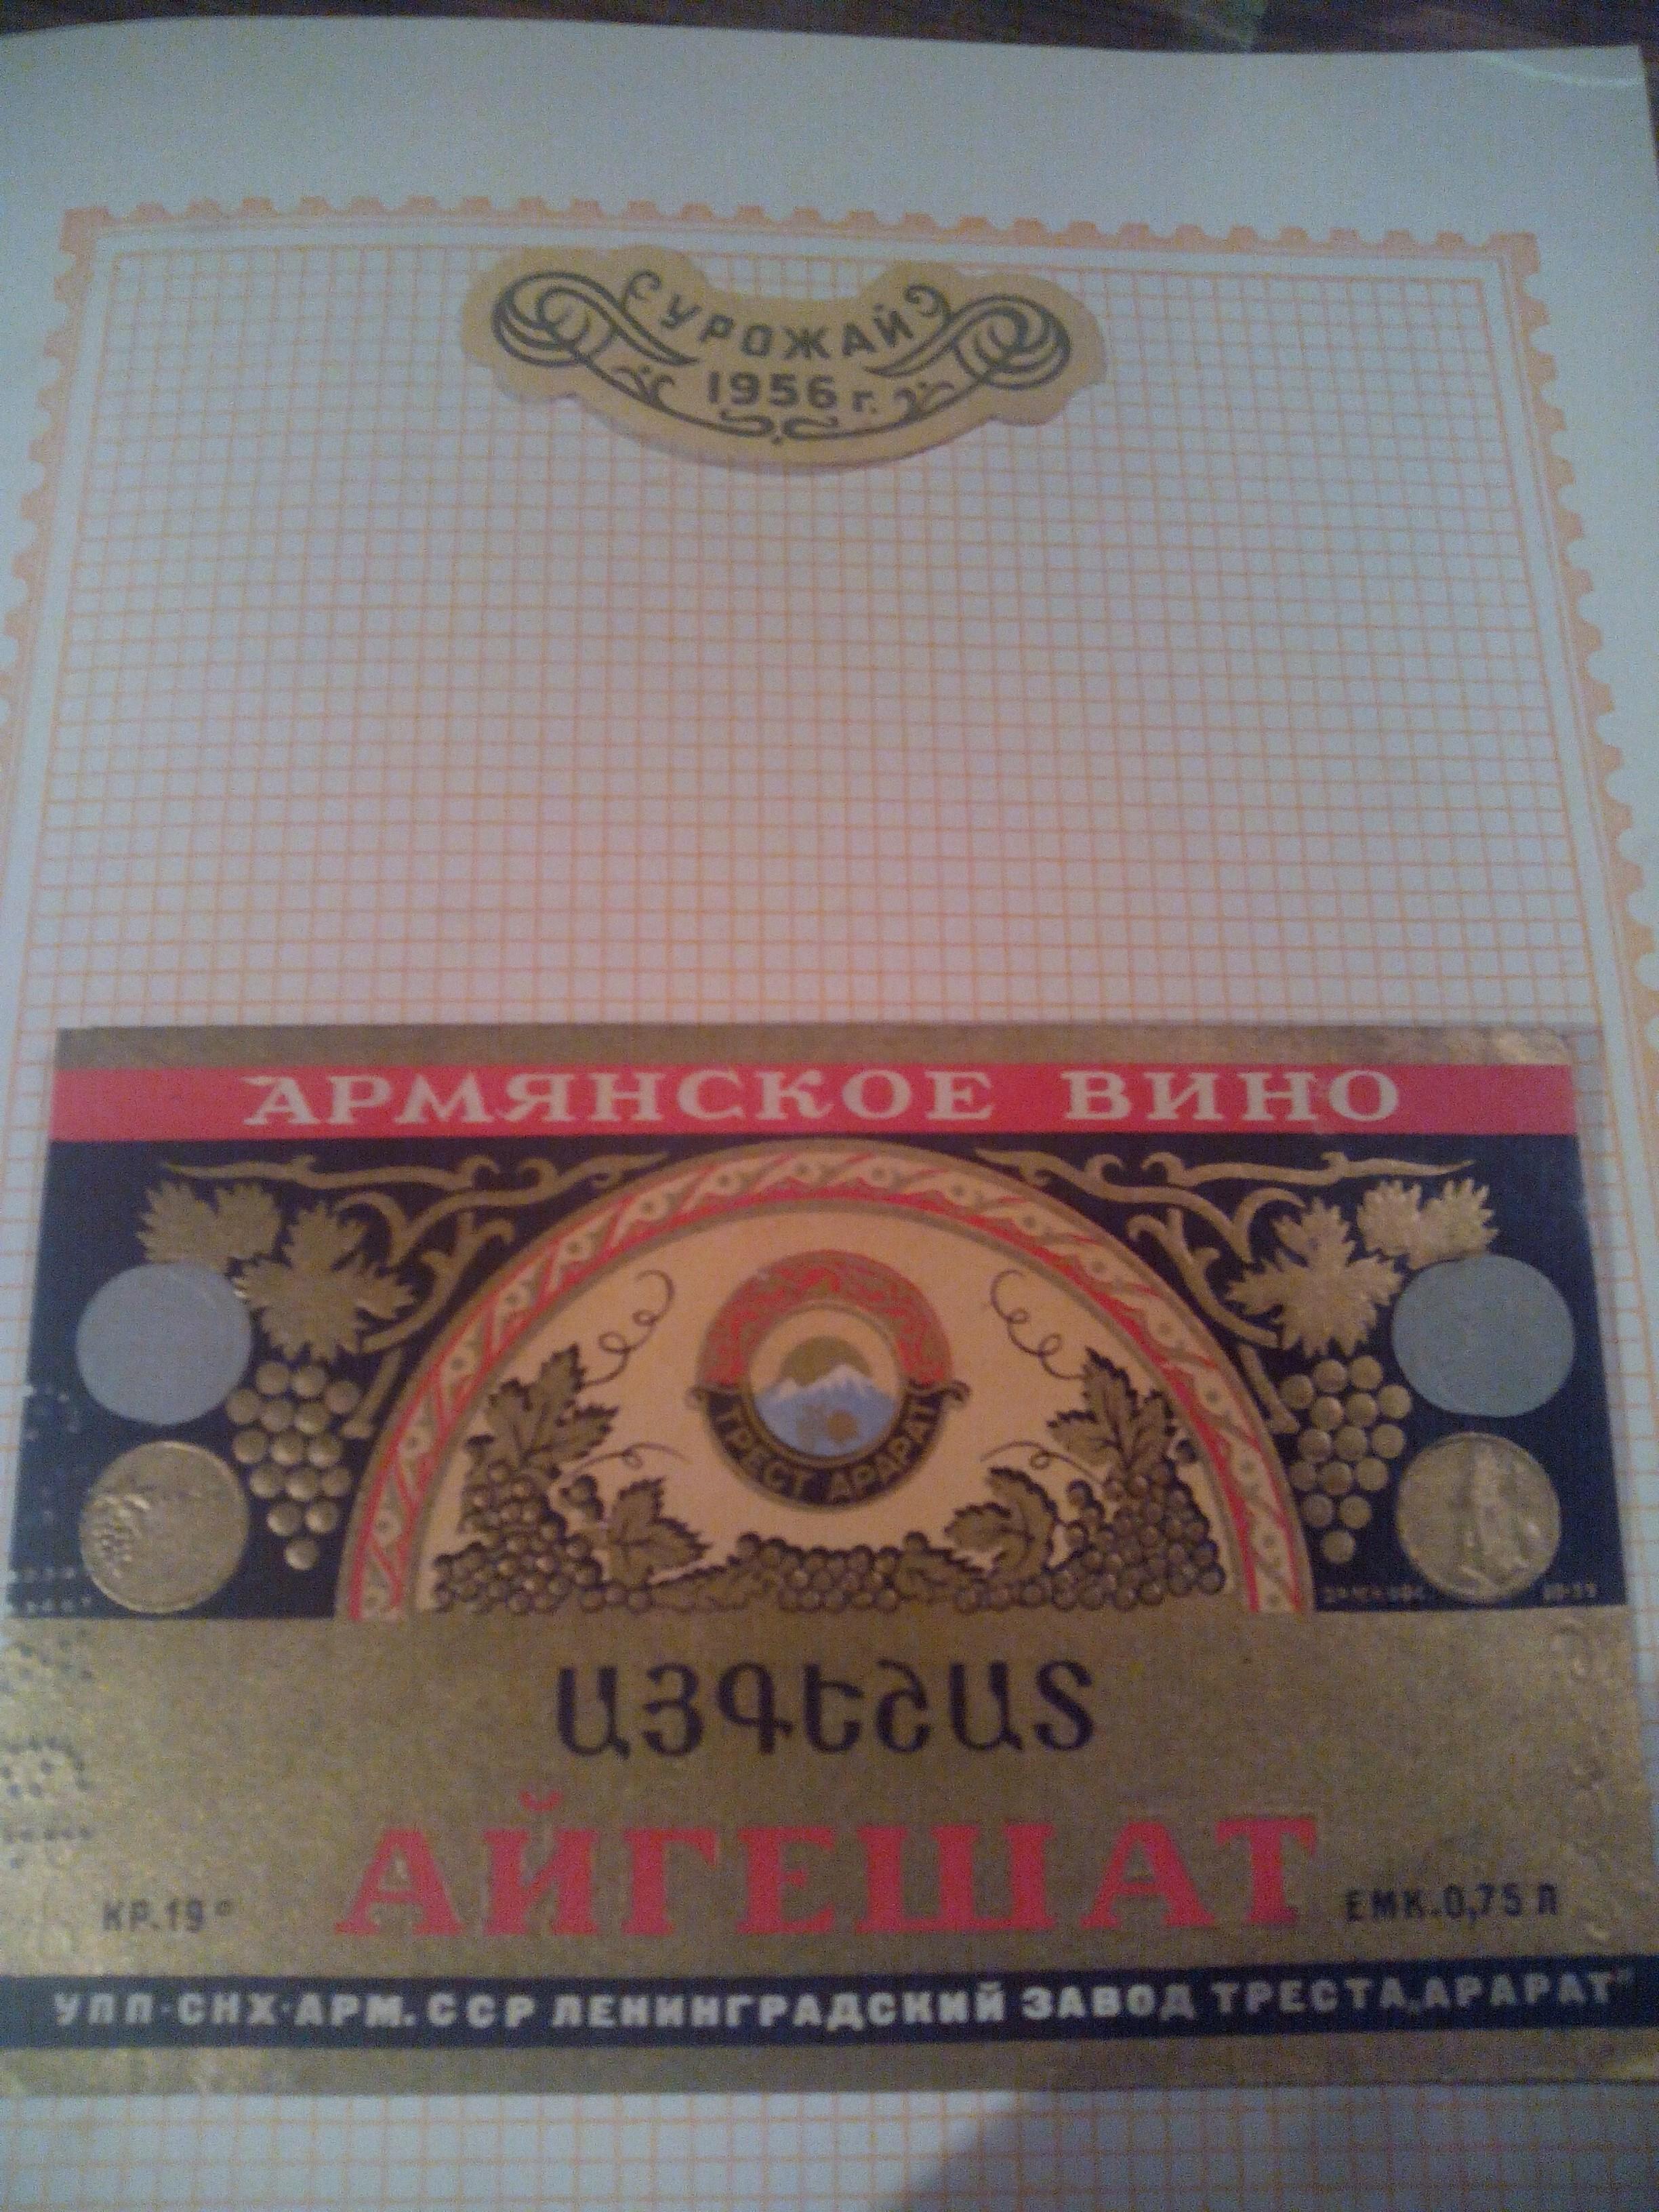 УРОЖАЙ
1956 г.
АРМЯНСКОЕ ВИНО
ТРЕСТ АРАРАТ
ԱՅԳԵՇԱՏ
АЙГЕШАТ
КР.19°
ЕМК.0,75 Л
УПП·СНХ·АРМ.ССР ЛЕНИНГРАДСКИЙ ЗАВОД ТРЕСТА„АРАРАТ"